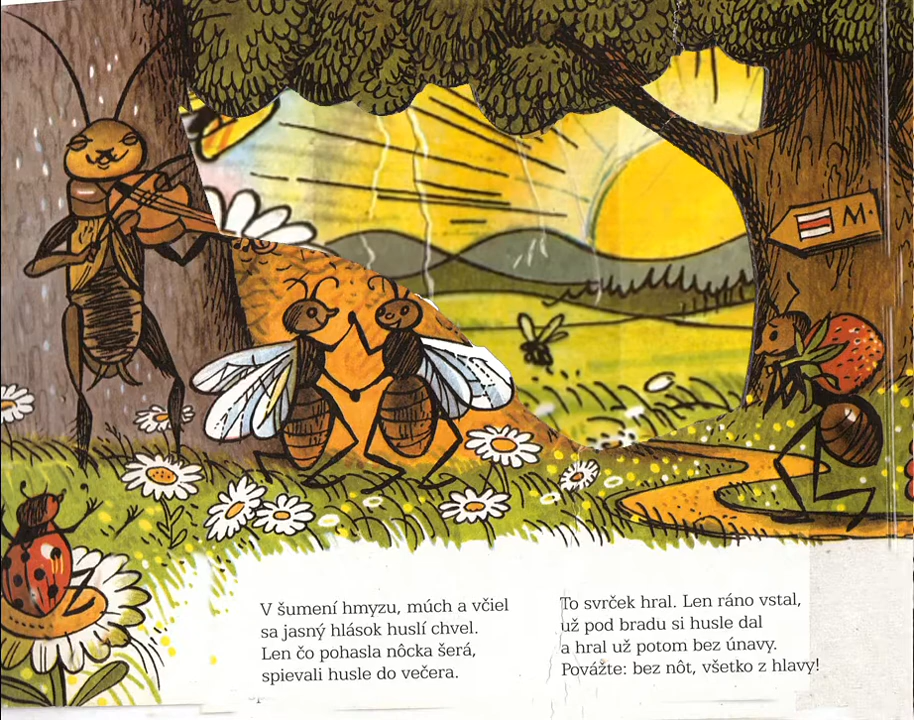 M.
V šumení hmyzu, múch a včiel
sa jasný hlások huslí chvel.
Len čo pohasla nôcka šerá,
spievali husle do večera.
To svrček hral. Len ráno vstal,
už pod bradu si husle dal
a hral už potom bez únavy.
Povážte: bez nôt, všetko z hlavy!